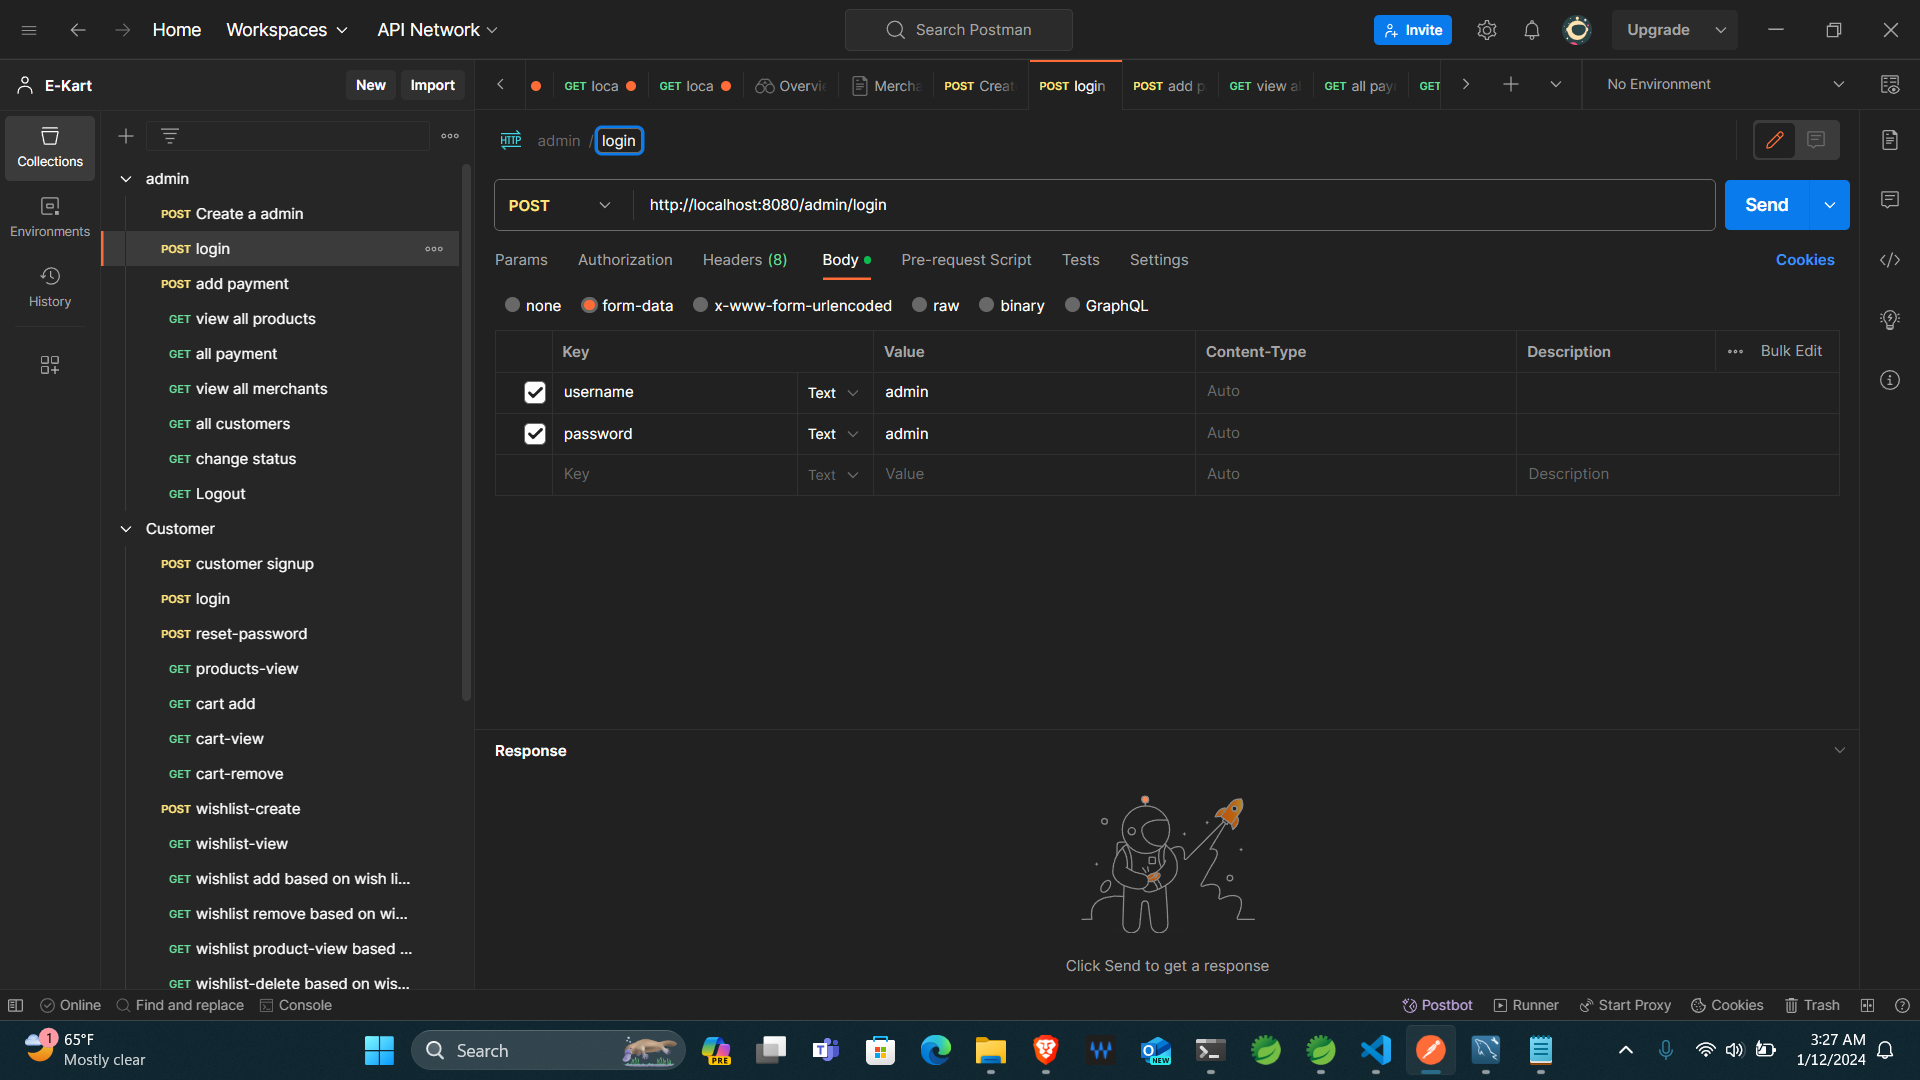 Home Workspaces API Network Search Postman Invite Upgrade
E-Kart New Import GET loca GET loca Overvie Mercha POST Creat POST login POST add p GET view al GET all pay GET No Environment
Collections
Environments
History
admin
POST Create a admin
POST login
POST add payment
GET view all products
GET all payment
GET view all merchants
GET all customers
GET change status
GET Logout
Customer
POST customer signup
POST login
POST reset-password
GET products-view
GET cart add
GET cart-view
GET cart-remove
POST wishlist-create
GET wishlist-view
GET wishlist add based on wish li...
GET wishlist remove based on wi...
GET wishlist product-view based ...
GET wishlist-delete based on wis...
HTTP admin / login
POST http://localhost:8080/admin/login Send
Params Authorization Headers (8) Body Pre-request Script Tests Settings Cookies
none form-data x-www-form-urlencoded raw binary GraphQL
Key Value Content-Type Description Bulk Edit
username Text admin Auto
password Text admin Auto
Key Text Value Auto Description
Response
Click Send to get a response
Online Find and replace Console Postbot Runner Start Proxy Cookies Trash
1 65°F
Mostly clear
Search
PRE
NEW
3:27 AM
1/12/2024